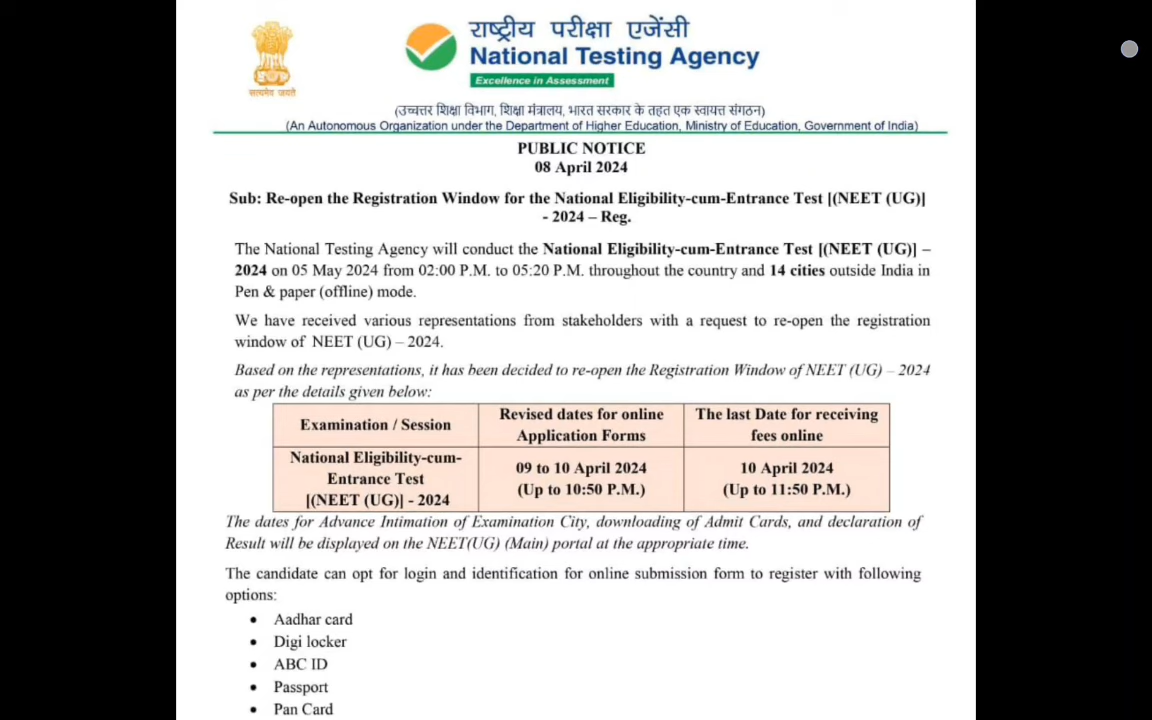 राष्ट्रीय परीक्षा एजेंसी
National Testing Agency
Excellence in Assessment
सत्यमेव जयते
(उच्चत्तर शिक्षा विभाग, शिक्षा मंत्रालय, भारत सरकार के तहत एक स्वायत्त संगठन)
(An Autonomous Organization under the Department of Higher Education, Ministry of Education, Government of India)
PUBLIC NOTICE
08 April 2024
Sub: Re-open the Registration Window for the National Eligibility-cum-Entrance Test [(NEET (UG)]
- 2024 – Reg.
The National Testing Agency will conduct the National Eligibility-cum-Entrance Test [(NEET (UG)] –
2024 on 05 May 2024 from 02:00 P.M. to 05:20 P.M. throughout the country and 14 cities outside India in
Pen & paper (offline) mode.
We have received various representations from stakeholders with a request to re-open the registration
window of NEET (UG) – 2024.
Based on the representations, it has been decided to re-open the Registration Window of NEET (UG) – 2024
as per the details given below:
Examination / Session
Revised dates for online
Application Forms
The last Date for receiving
fees online
National Eligibility-cum-
Entrance Test
[(NEET (UG)] - 2024
09 to 10 April 2024
(Up to 10:50 P.M.)
10 April 2024
(Up to 11:50 P.M.)
The dates for Advance Intimation of Examination City, downloading of Admit Cards, and declaration of
Result will be displayed on the NEET(UG) (Main) portal at the appropriate time.
The candidate can opt for login and identification for online submission form to register with following
options:
• Aadhar card
• Digi locker
• ABC ID
• Passport
• Pan Card